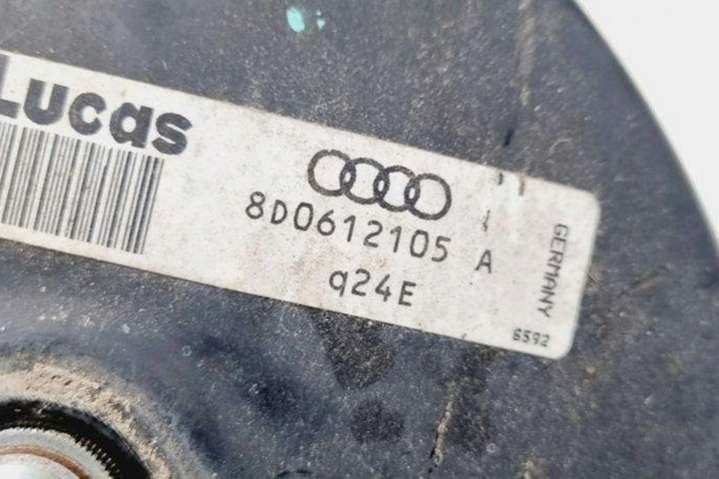 Lucas
8D0612105 A
q24E
GERMANY
6592